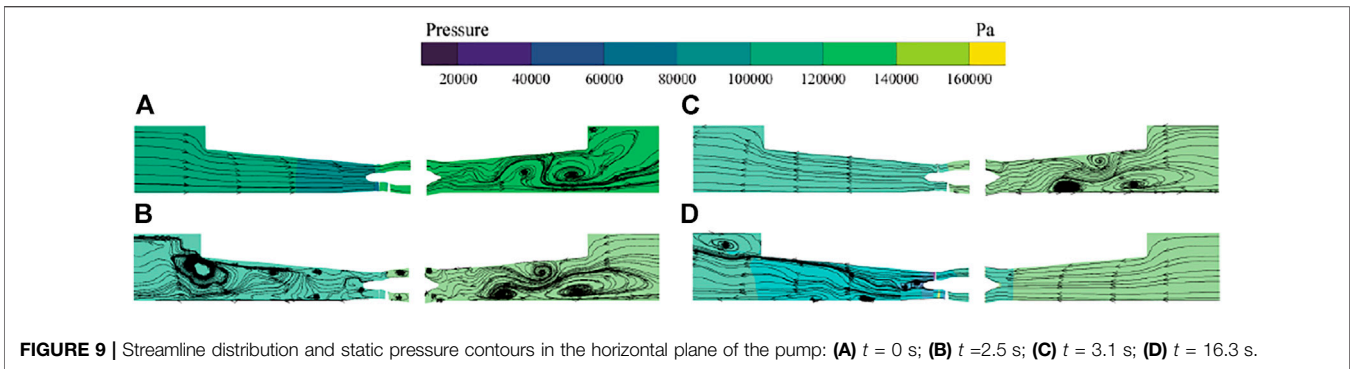 Pressure Pa
20000 40000 60000 80000 100000 120000 140000 160000
A C
B D
FIGURE 9 | Streamline distribution and static pressure contours in the horizontal plane of the pump: (A) t = 0 s; (B) t =2.5 s; (C) t = 3.1 s; (D) t = 16.3 s.